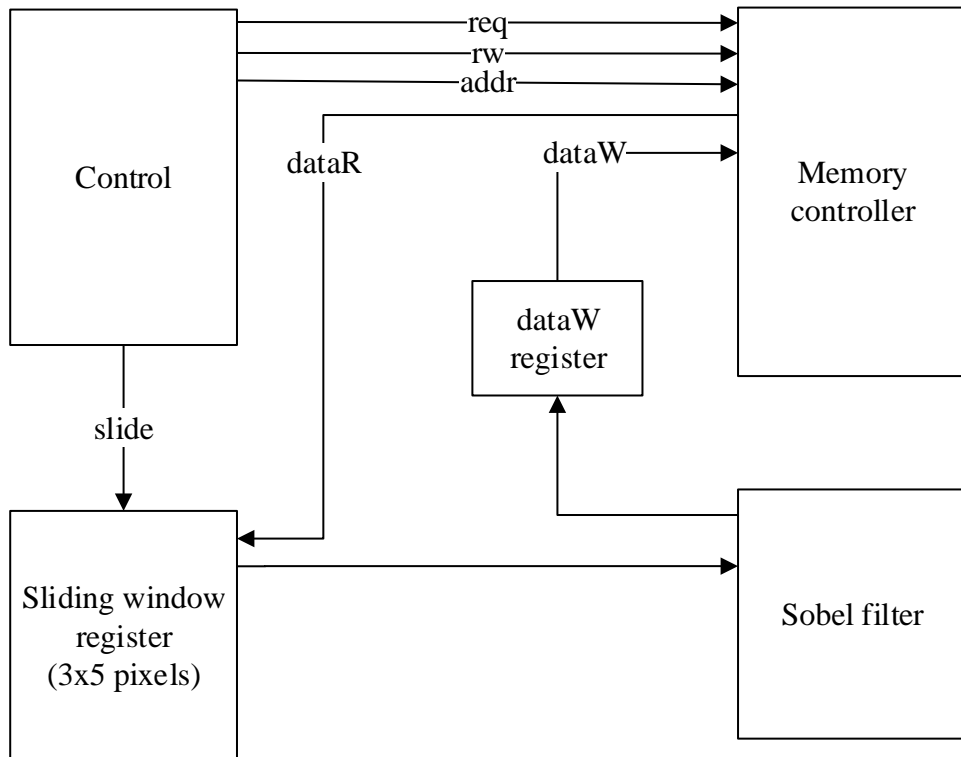 req
rw
addr
dataR
dataW
Control
Memory
controller
dataW
register
slide
Sliding window
register
(3x5 pixels)
Sobel filter